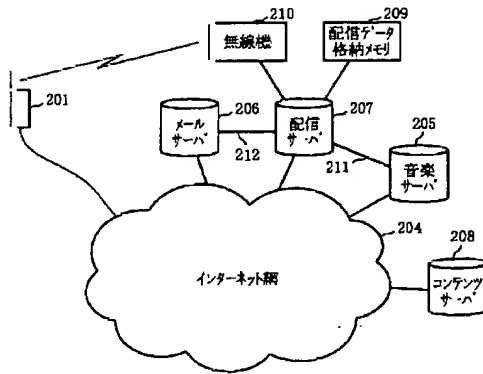 210
無線機
209
配信データ
格納メモリ
201
206
メール
サーバ
207
配信
サーバ
205
音楽
サーバ
212
211
204
インターネット網
208
コンテンツ
サーバ